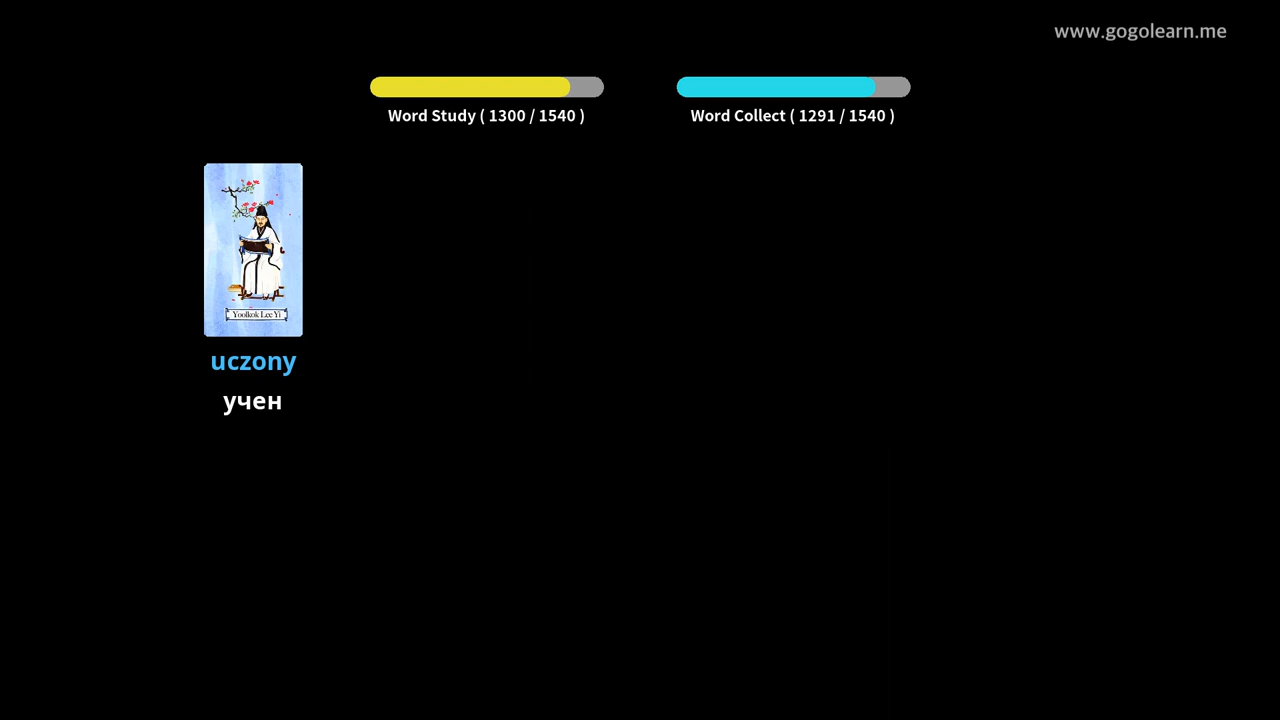 www.gogolearn.me
Word Study ( 1300 / 1540 )
Word Collect ( 1291 / 1540 )
Yoolkok Lee Yi
uczony
учен